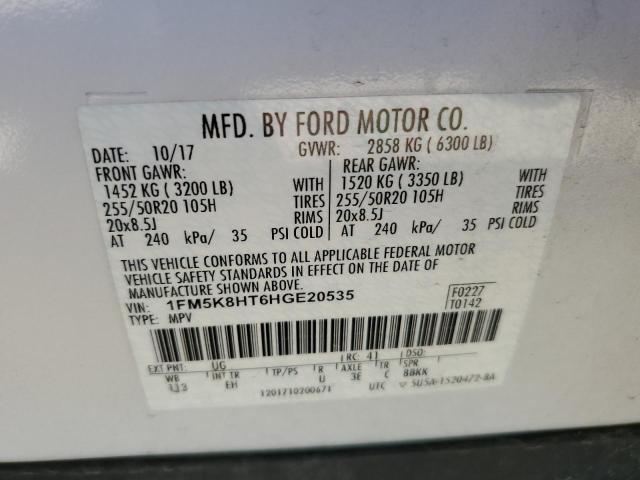 MFD. BY FORD MOTOR CO.
DATE: 10/17 GVWR: 2858 KG ( 6300 LB)
FRONT GAWR: REAR GAWR:
1452 KG ( 3200 LB) WITH 1520 KG ( 3350 LB) WITH
255/50R20 105H TIRES 255/50R20 105H TIRES
20x8.5J RIMS 20x8.5J RIMS
AT 240 kPa/ 35 PSI COLD AT 240 kPa/ 35 PSI COLD
THIS VEHICLE CONFORMS TO ALL APPLICABLE FEDERAL MOTOR
VEHICLE SAFETY STANDARDS IN EFFECT ON THE DATE OF
MANUFACTURE SHOWN ABOVE.
VIN: 1FM5K8HT6HGE20535 F0227
TYPE: MPV T0142
EXT PNT: UG RC: 41 DSO:
WB INT TR TP/PS R AXLE TR SPR
EH U 3E C BBKK
1201710200671 UTC